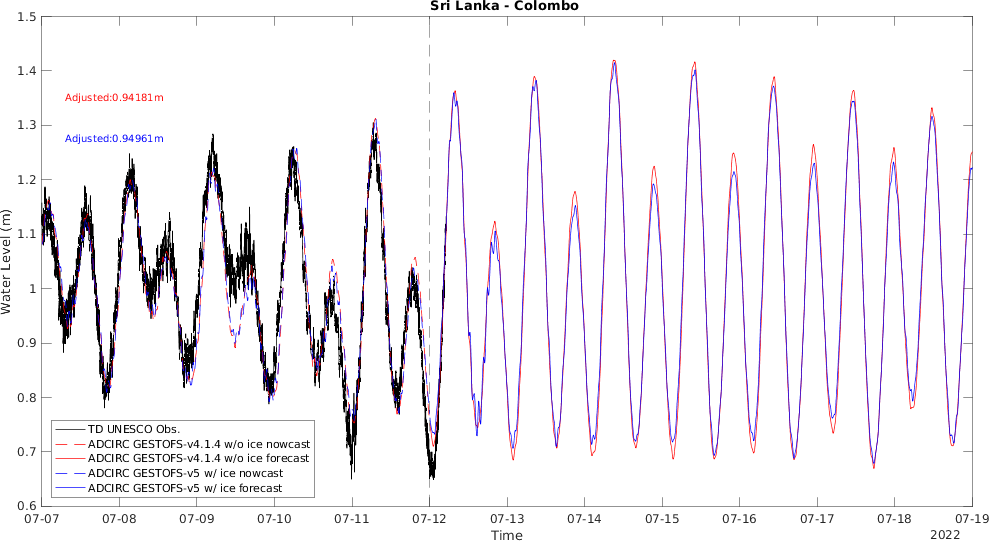 Sri Lanka - Colombo
1.5
1.4
1.3
1.2
1.1
1
0.9
0.8
0.7
0.6
Water Level (m)
Adjusted:0.94181m
Adjusted:0.94961m
TD UNESCO Obs.
ADCIRC GESTOFS-v4.1.4 w/o ice nowcast
ADCIRC GESTOFS-v4.1.4 w/o ice forecast
ADCIRC GESTOFS-v5 w/ ice nowcast
ADCIRC GESTOFS-v5 w/ ice forecast
07-07 07-08 07-09 07-10 07-11 07-12 07-13 07-14 07-15 07-16 07-17 07-18 07-19
Time
2022